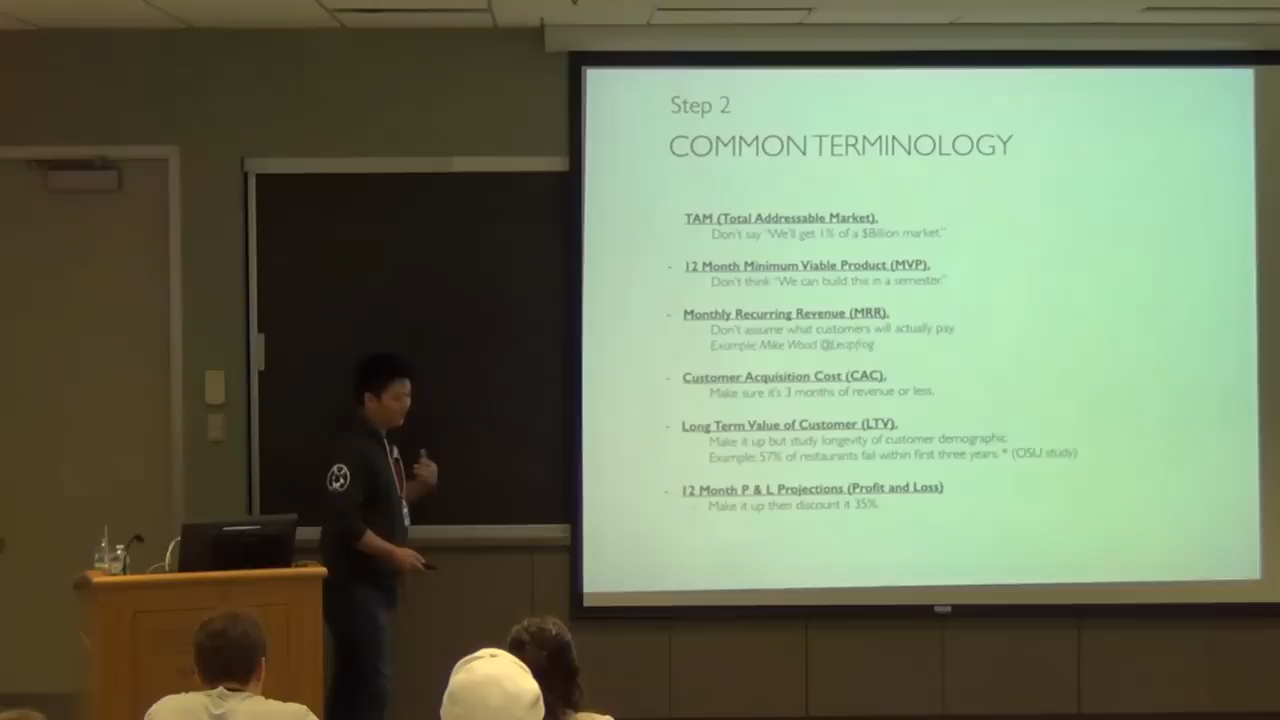 Step 2
COMMON TERMINOLOGY
TAM (Total Addressable Market).
Don't say "We'll get 1% of a $Billion market."
- 12 Month Minimum Viable Product (MVP).
Don't think "We can build this in a semester."
- Monthly Recurring Revenue (MRR).
Don't assume what customers will actually pay.
Example: Mike Wood @Leapfrog
- Customer Acquisition Cost (CAC).
Make sure it's 3 months of revenue or less.
- Long Term Value of Customer (LTV).
Make it up but study longevity of customer demographic.
Example: 57% of restaurants fail within first three years. * (OSU study)
- 12 Month P & L Projections (Profit and Loss)
Make it up then discount it 35%.